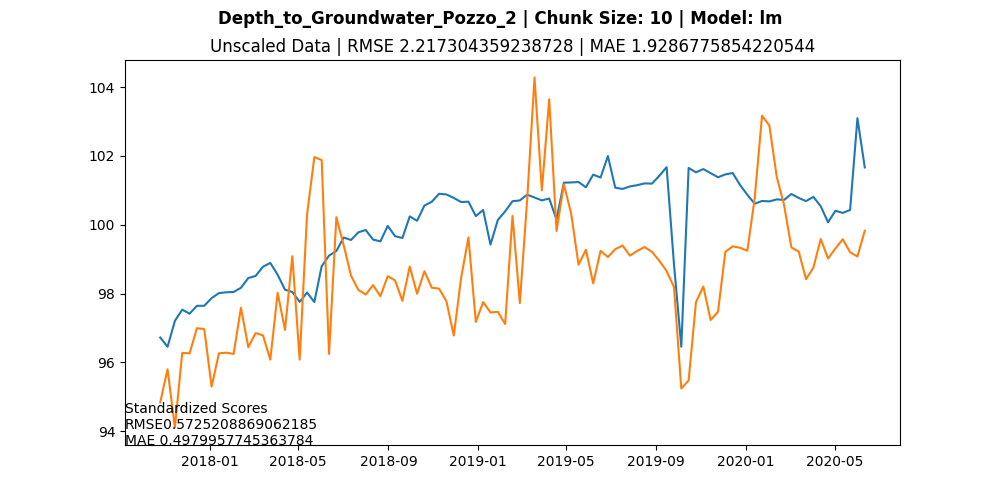 Depth_to_Groundwater_Pozzo_2 | Chunk Size: 10 | Model: lm
Unscaled Data | RMSE 2.217304359238728 | MAE 1.9286775854220544
104
102
100
98
96
94
Standardized Scores
RMSE0.5725208869062185
MAE 0.4979957745363784
2018-01 2018-05 2018-09 2019-01 2019-05 2019-09 2020-01 2020-05